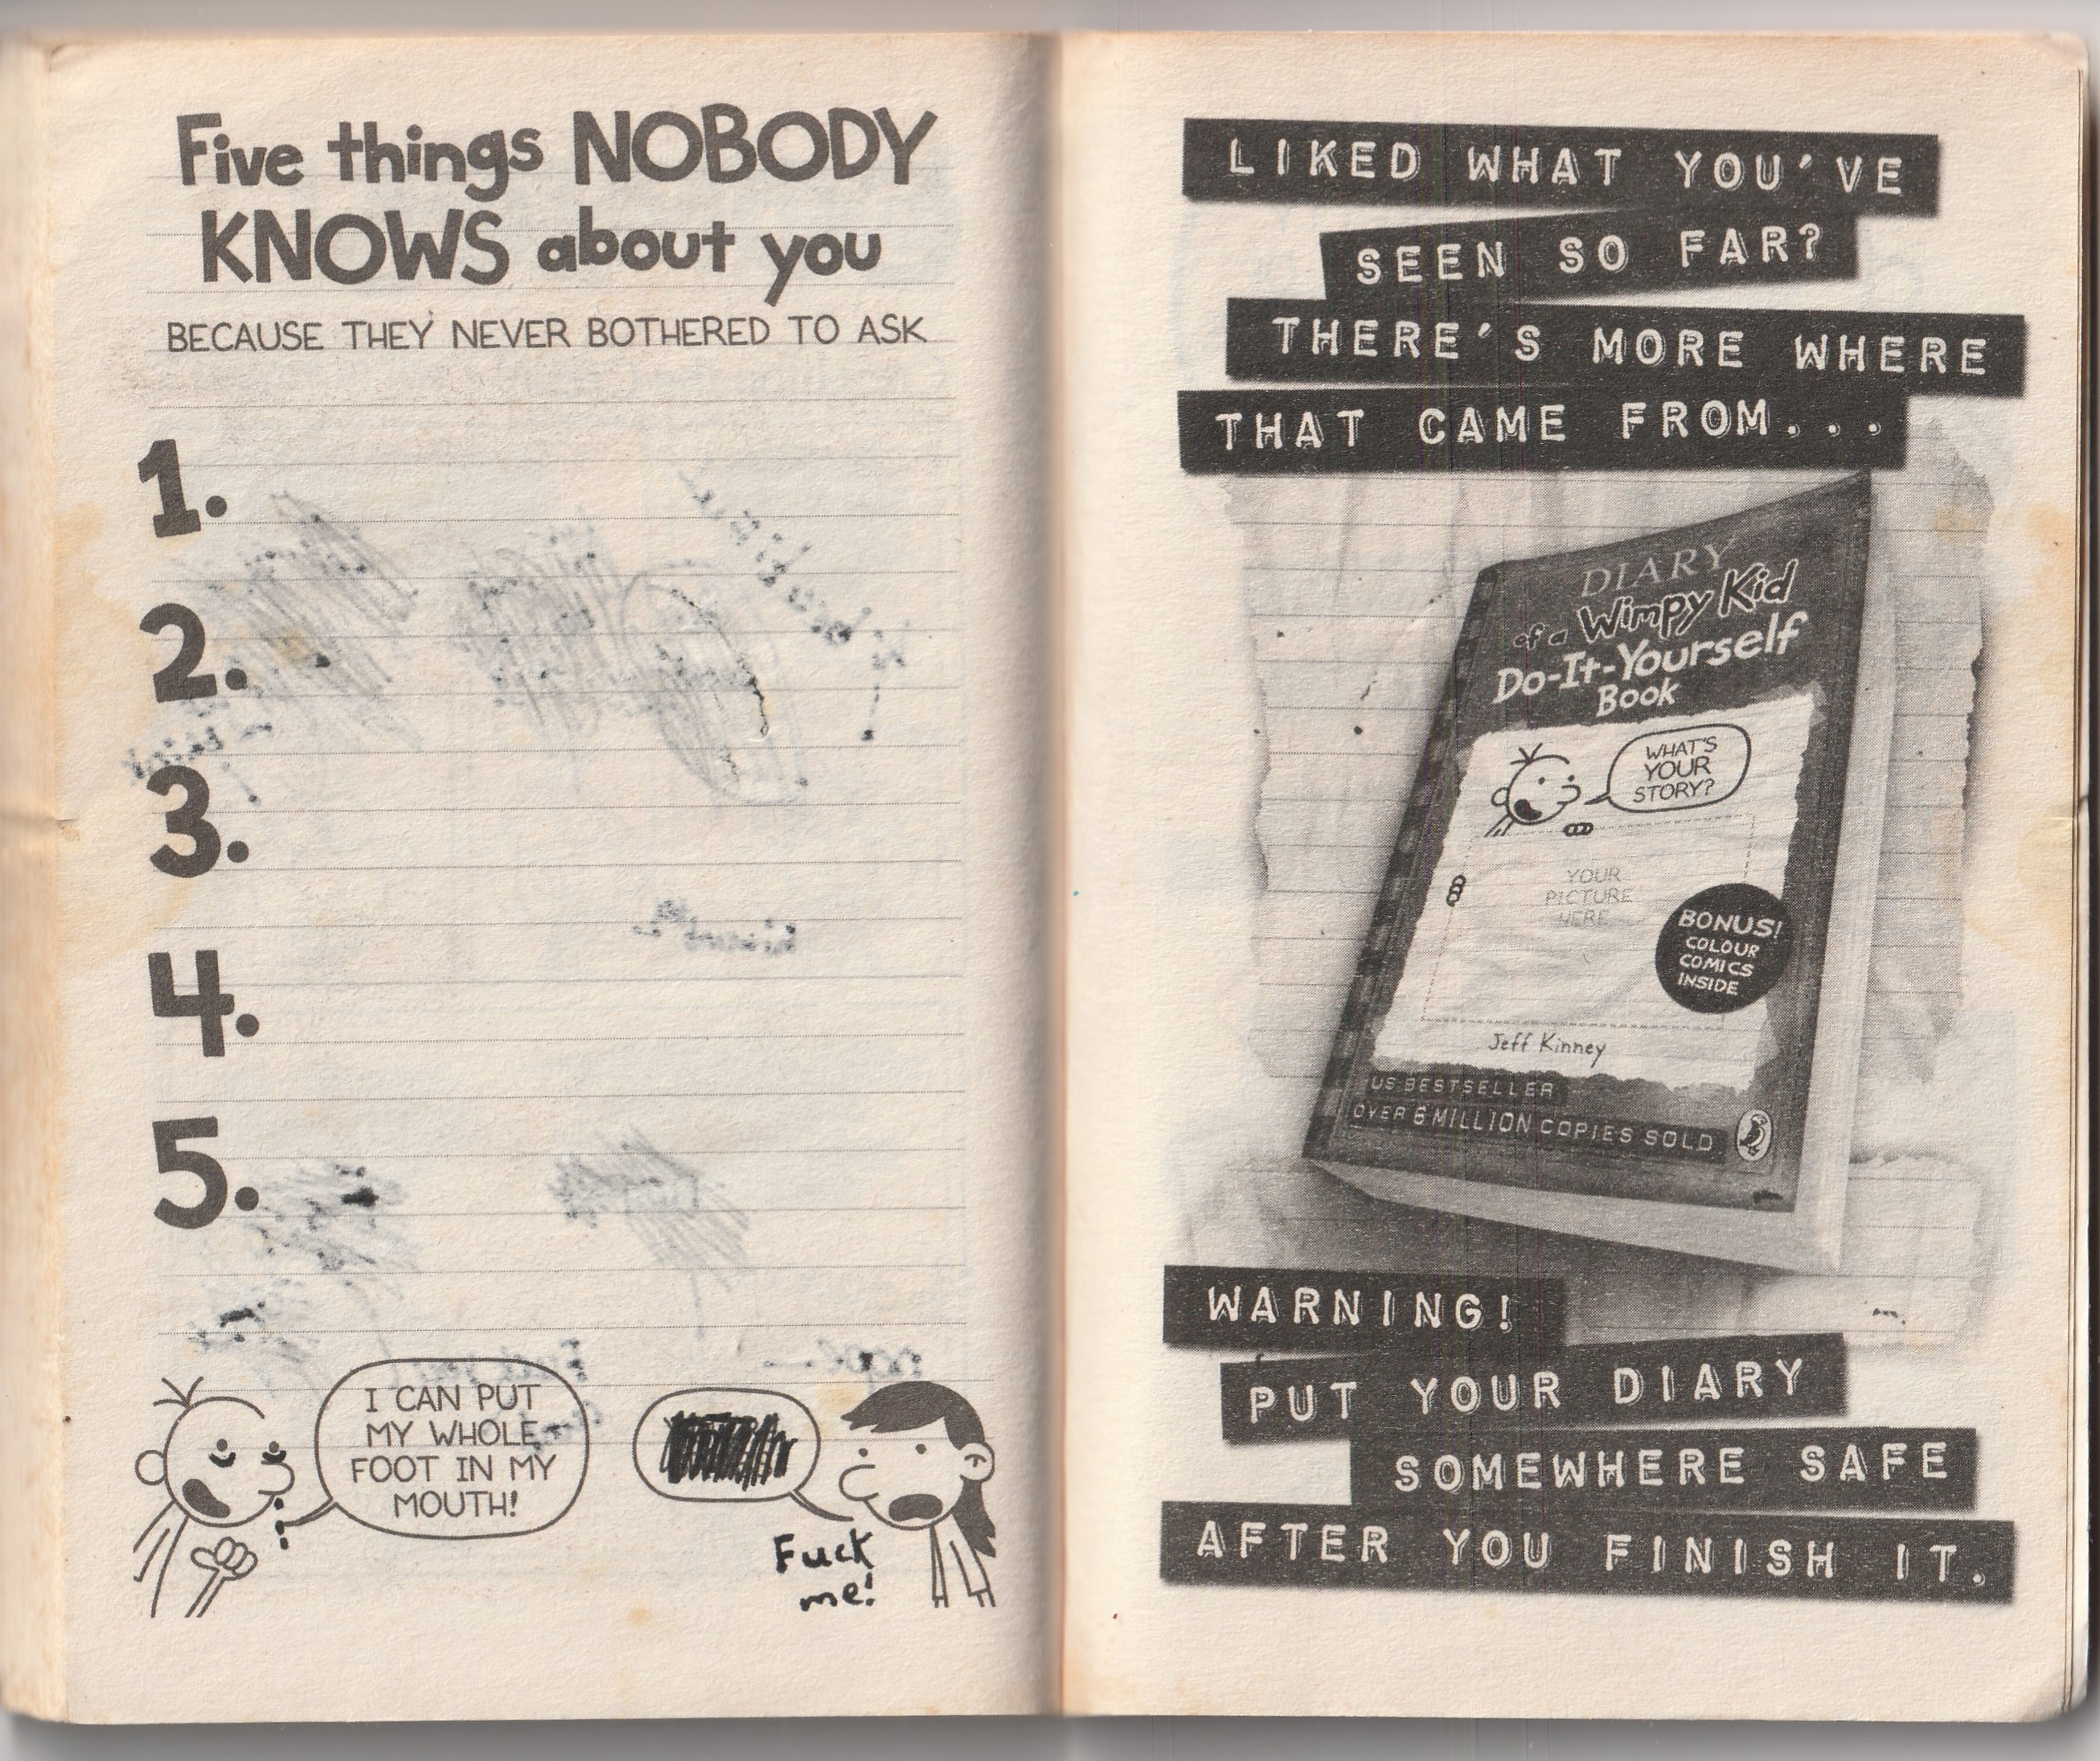 Five things NOBODY
KNOWS about you
BECAUSE THEY NEVER BOTHERED TO ASK
1.
2.
3.
4.
5.
I CAN PUT
MY WHOLE
FOOT IN MY
MOUTH!
Fuck
me!
LIKED WHAT YOU'VE
SEEN SO FAR?
THERE'S MORE WHERE
THAT CAME FROM...
DIARY
of a Wimpy Kid
Do-It-Yourself
Book
WHAT'S
YOUR
STORY?
YOUR
PICTURE
HERE
BONUS!
COLOUR
COMICS
INSIDE
Jeff Kinney
US BESTSELLER
OVER 6 MILLION COPIES SOLD
WARNING!
PUT YOUR DIARY
SOMEWHERE SAFE
AFTER YOU FINISH IT.